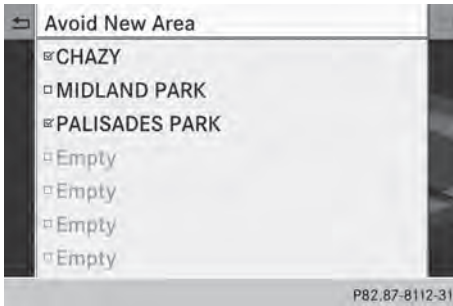 Avoid New Area
CHAZY
MIDLAND PARK
PALISADES PARK
Empty
Empty
Empty
Empty
P82.87-8112-31